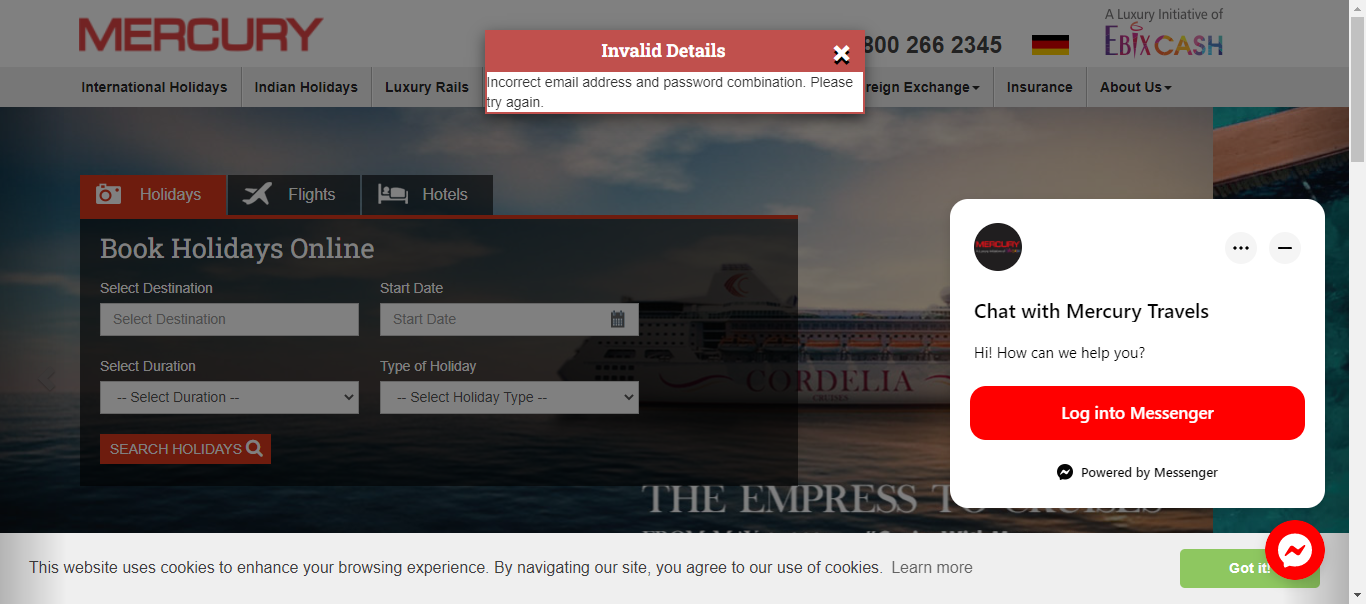 MERCURY
A Luxury Initiative of
EBIXCASH
800 266 2345
Invalid Details
Incorrect email address and password combination. Please
try again.
International Holidays
Indian Holidays
Luxury Rails
reign Exchange
Insurance
About Us
Holidays
Flights
Hotels
Book Holidays Online
Select Destination
Start Date
Select Destination
Start Date
Select Duration
Type of Holiday
-- Select Duration --
-- Select Holiday Type --
SEARCH HOLIDAYS
CORDELIA
CRUISES
THE EMPRESS TO CRUISES
MERCURY
Chat with Mercury Travels
Hi! How can we help you?
Log into Messenger
Powered by Messenger
This website uses cookies to enhance your browsing experience. By navigating our site, you agree to our use of cookies. Learn more
Got it!